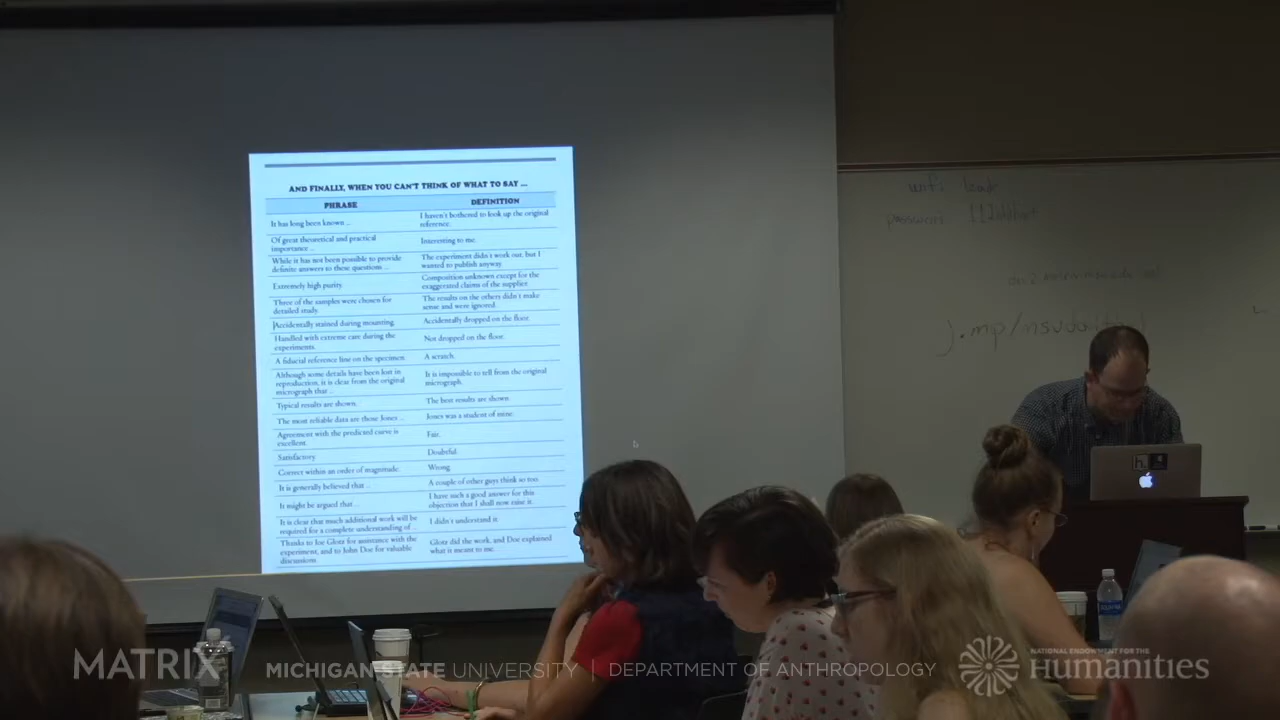 AND FINALLY, WHEN YOU CAN'T THINK OF WHAT TO SAY ...
PHRASE DEFINITION
It has long been known ... I haven't bothered to look up the original
reference.
Of great theoretical and practical
importance ... Interesting to me.
While it has not been possible to provide
definite answers to these questions ... The experiment didn't work out, but I
wanted to publish anyway.
Extremely high purity. Composition unknown except for the
exaggerated claims of the supplier.
Three of the samples were chosen for
detailed study. The results on the others didn't make
sense and were ignored.
Accidentally stained during mounting. Accidentally dropped on the floor.
Handled with extreme care during the
experiments. Not dropped on the floor.
A fiducial reference line on the specimen. A scratch.
Although some details have been lost in
reproduction, it is clear from the original
micrograph that ... It is impossible to tell from the original
micrograph.
Typical results are shown. The best results are shown.
The most reliable data are those Jones ... Jones was a student of mine.
Agreement with the predicted curve is
excellent. Fair.
Satisfactory. Doubtful.
Correct within an order of magnitude. Wrong.
It is generally believed that ... A couple of other guys think so too.
It might be argued that ... I have such a good answer for this
objection that I shall now raise it.
It is clear that much additional work will be
required for a complete understanding of ... I didn't understand it
Thanks to Joe Glotz for assistance with the
experiment, and to John Doe for valuable
discussions. Glotz did the work, and Doe explained
what it meant to me.
wifi: leadr
password:
MATRIX
MICHIGAN STATE UNIVERSITY | DEPARTMENT OF ANTHROPOLOGY
NATIONAL ENDOWMENT FOR THE
Humanities